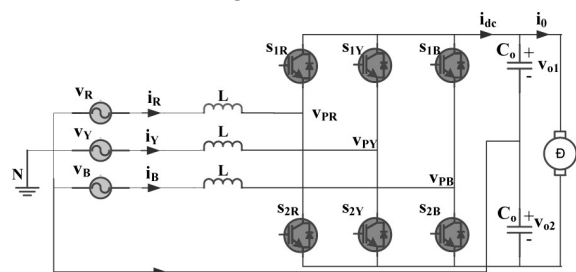 i_dc i_0
S_1R S_1Y S_1B C_o + v_o1 -
v_R i_R L
v_PR
v_Y i_Y L
v_PY
N
v_B i_B L
v_PB
Đ
S_2R S_2Y S_2B C_o + v_o2 -